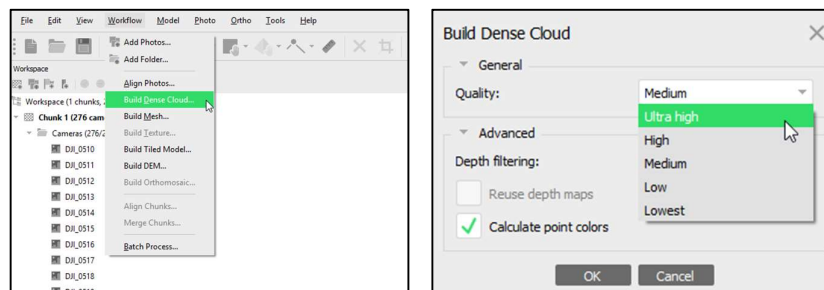 File Edit View Workflow Model Photo Ortho Tools Help
Add Photos...
Add Folder...
Workspace
Align Photos...
Build Dense Cloud...
Workspace (1 chunks,
Build Mesh...
Chunk 1 (276 cam
Build Texture...
Cameras (276/2
Build Tiled Model...
DJI_0510
Build DEM...
DJI_0511
Build Orthomosaic...
DJI_0512
DJI_0513
Align Chunks...
DJI_0514
Merge Chunks...
DJI_0515
DJI_0516
Batch Process...
DJI_0517
DJI_0518
Build Dense Cloud
General
Quality: Medium
Ultra high
High
Medium
Low
Lowest
Advanced
Depth filtering:
Reuse depth maps
Calculate point colors
OK Cancel